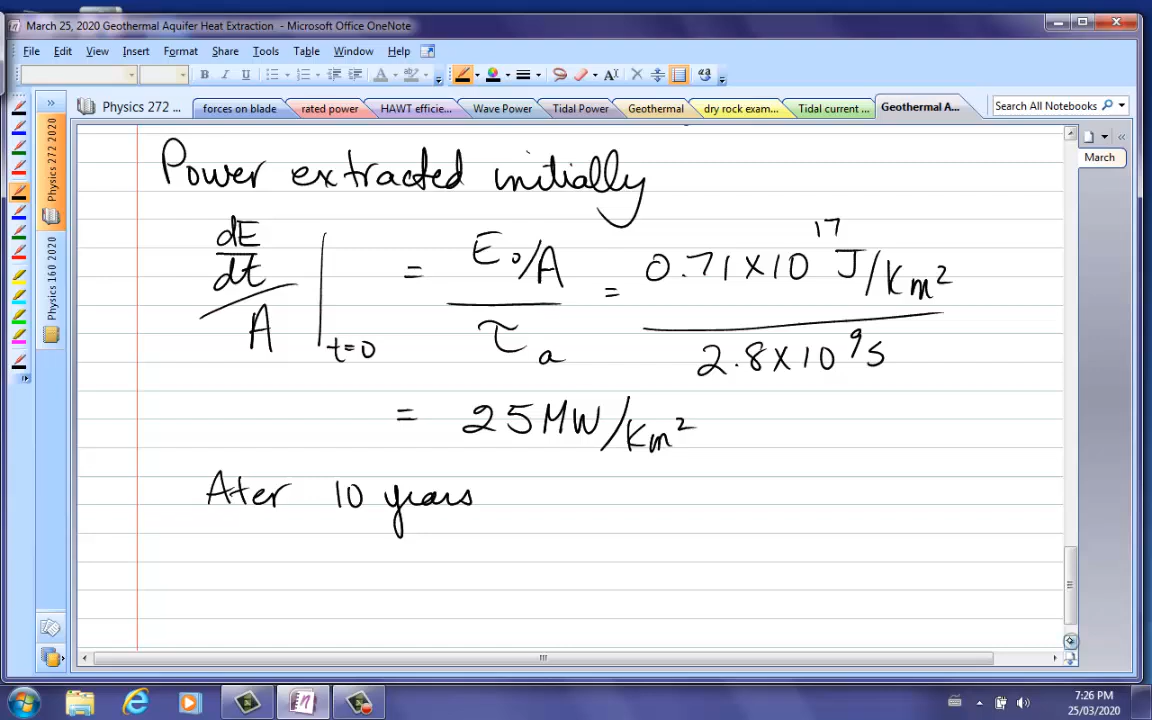 March 25, 2020 Geothermal Aquifer Heat Extraction - Microsoft Office OneNote
File Edit View Insert Format Share Tools Table Window Help
Physics 272 ... forces on blade rated power HAWT efficie... Wave Power Tidal Power Geothermal dry rock exam... Tidal current ... Geothermal A... Search All Notebooks
March
Physics 272 2020
Physics 160 2020
Power extracted initially
dE/dt / A | t=0 = E₀/A / τa = 0.71 × 10¹⁷ J/Km² / 2.8 × 10⁹ s
= 25 MW/Km²
Ater 10 years
7:26 PM
25/03/2020